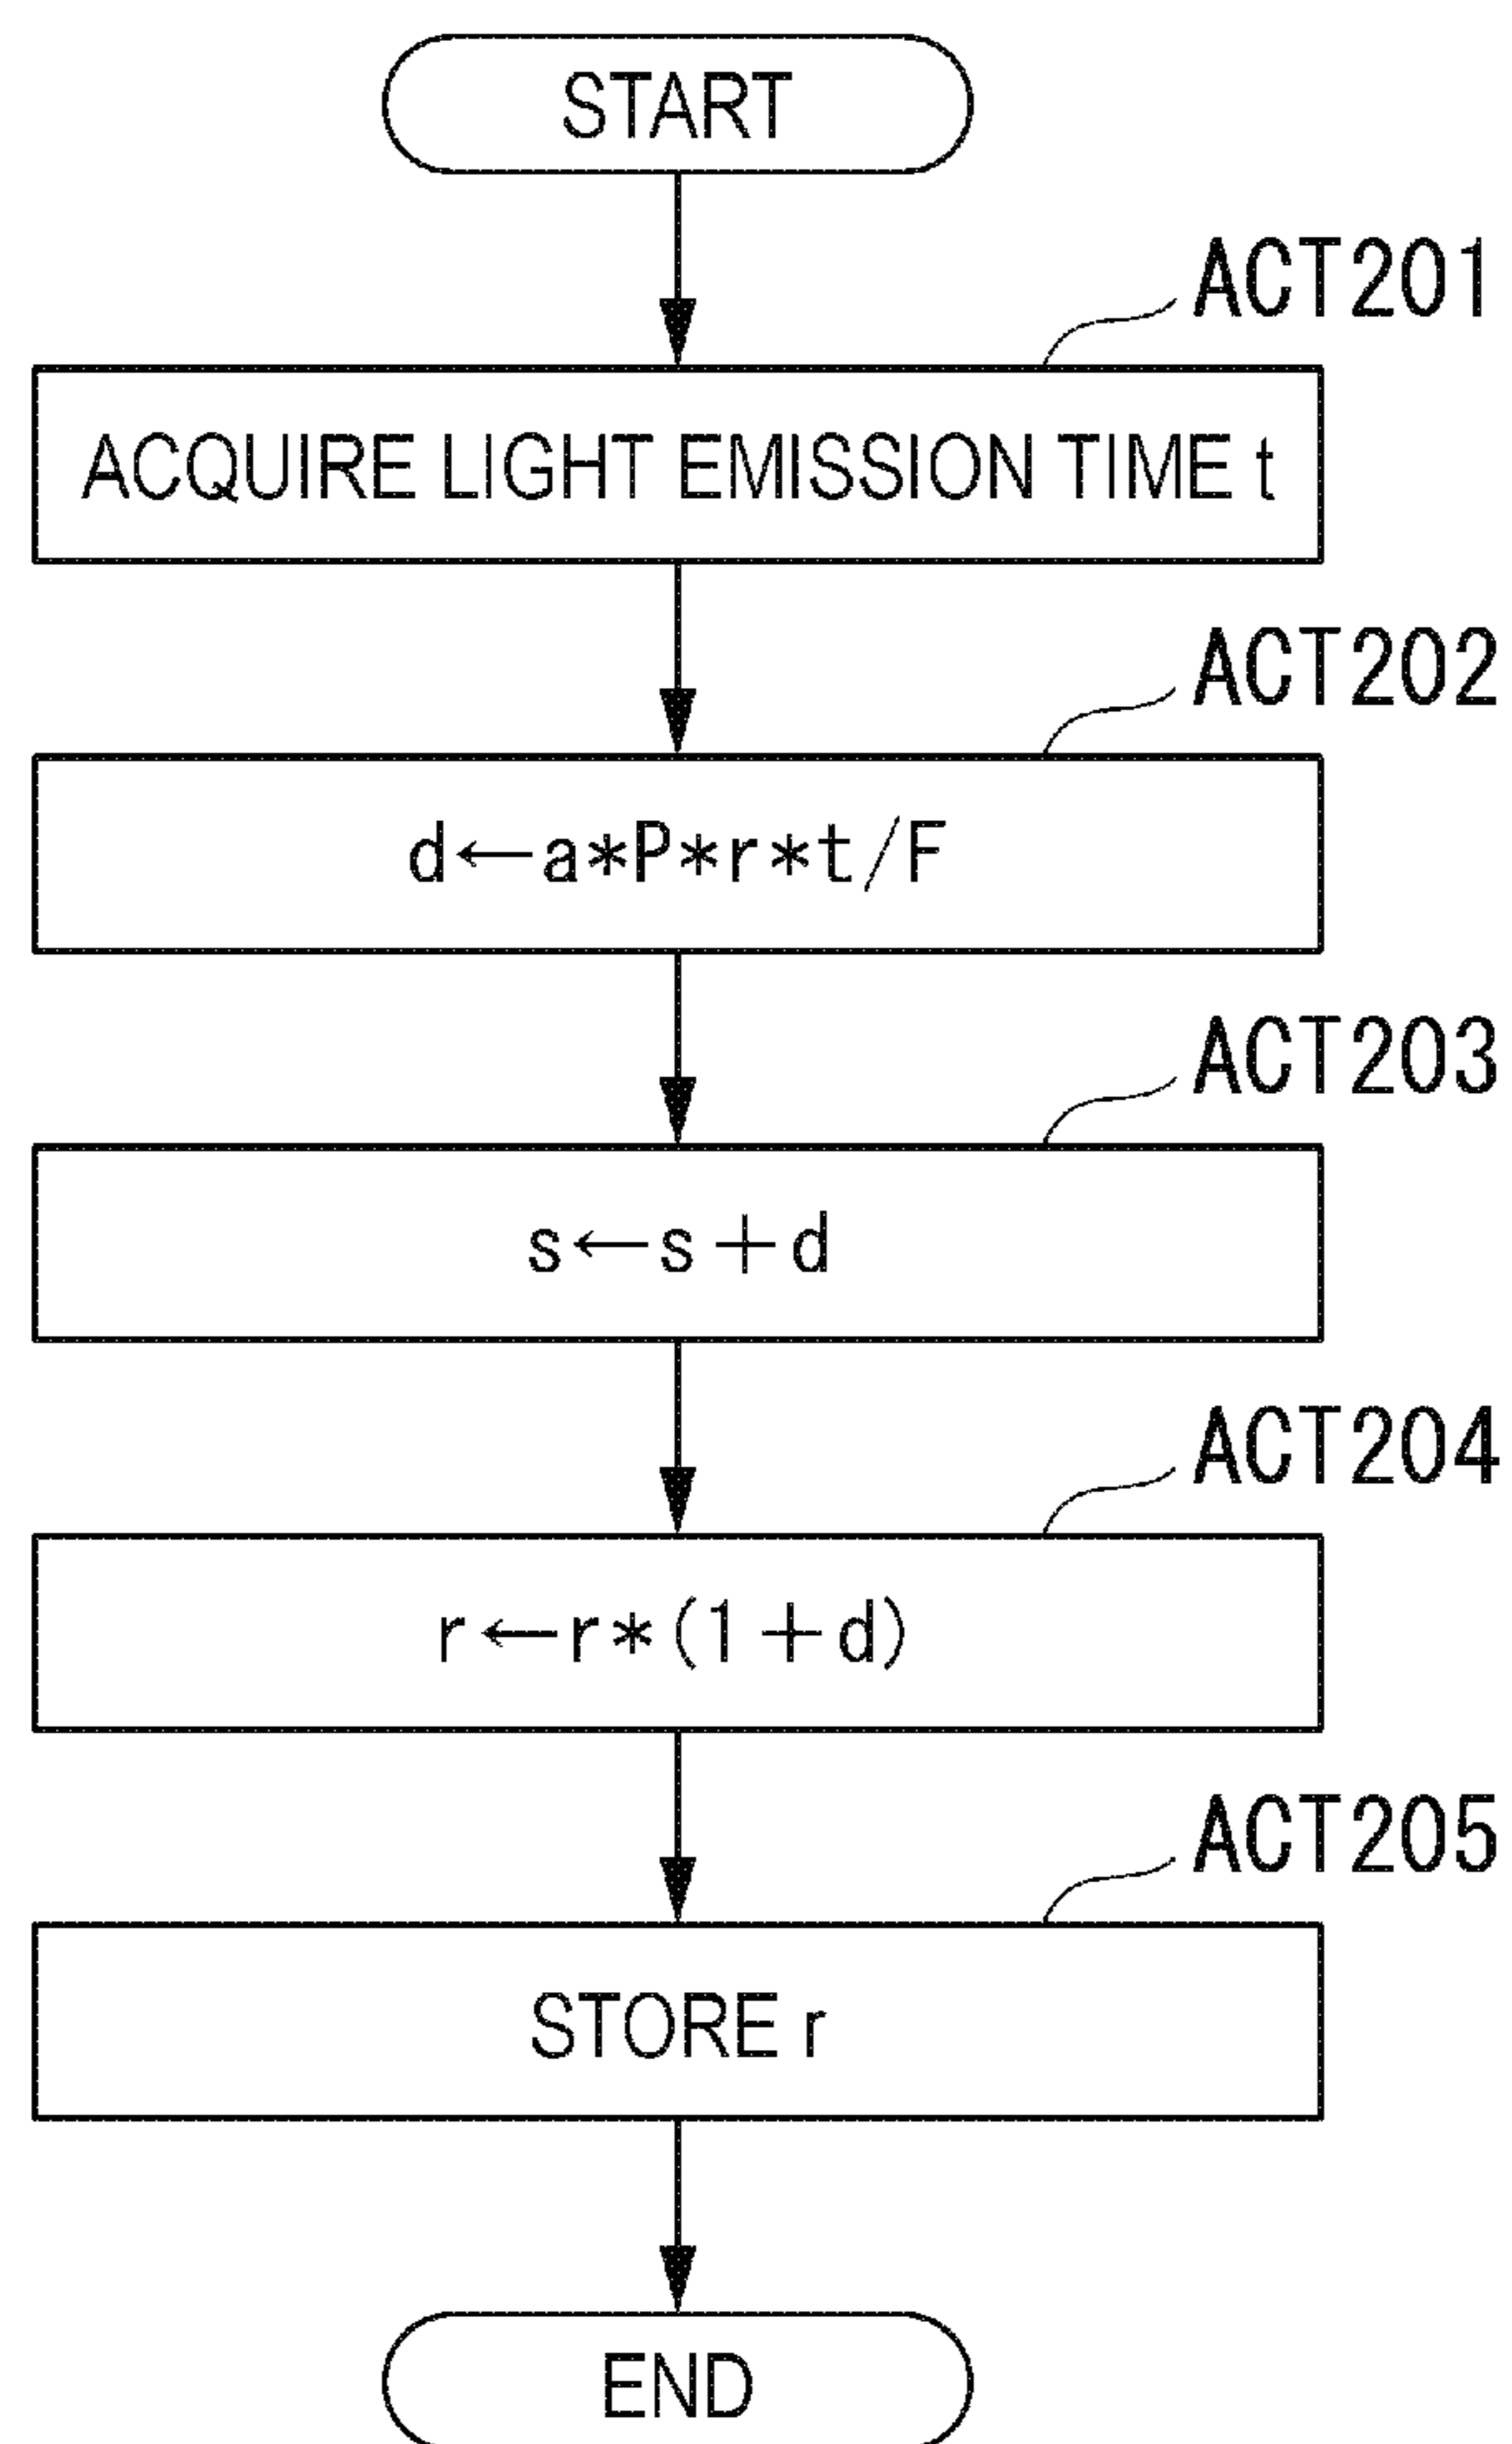 START
ACT201
ACQUIRE LIGHT EMISSION TIME t
ACT202
d←a*P*r*t/F
ACT203
s←s+d
ACT204
r←r*(1+d)
ACT205
STORE r
END